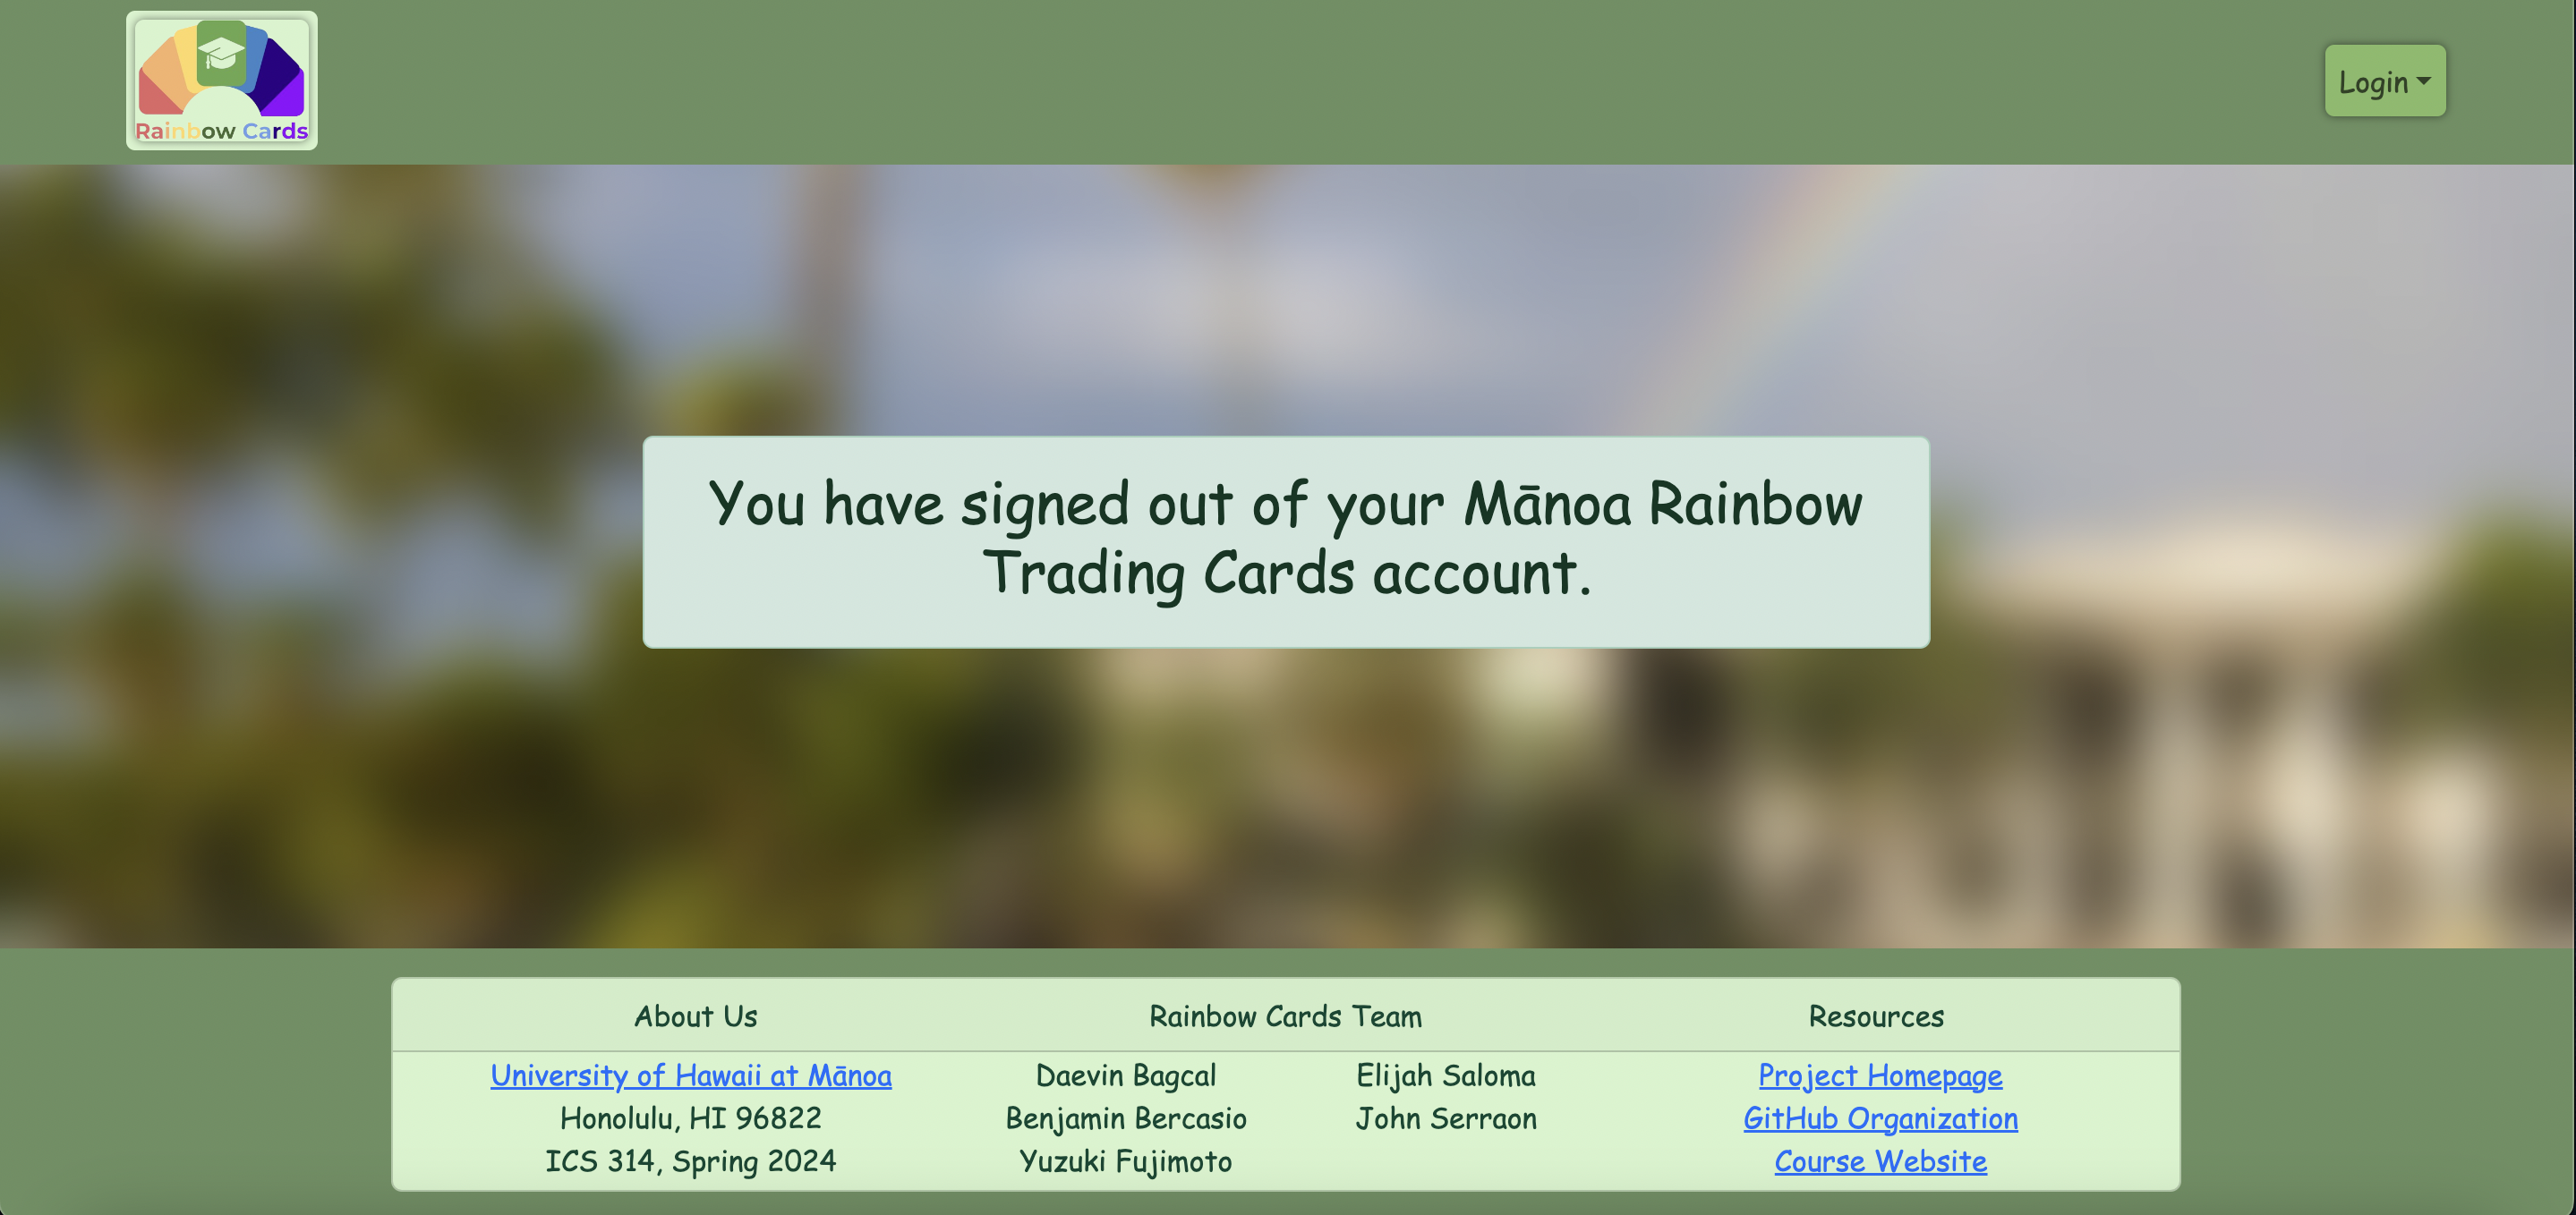 Rainbow Cards
Login
You have signed out of your Mānoa Rainbow
Trading Cards account.
About Us
University of Hawaii at Mānoa
Honolulu, HI 96822
ICS 314, Spring 2024
Rainbow Cards Team
Daevin Bagcal
Benjamin Bercasio
Yuzuki Fujimoto
Elijah Saloma
John Serraon
Resources
Project Homepage
GitHub Organization
Course Website